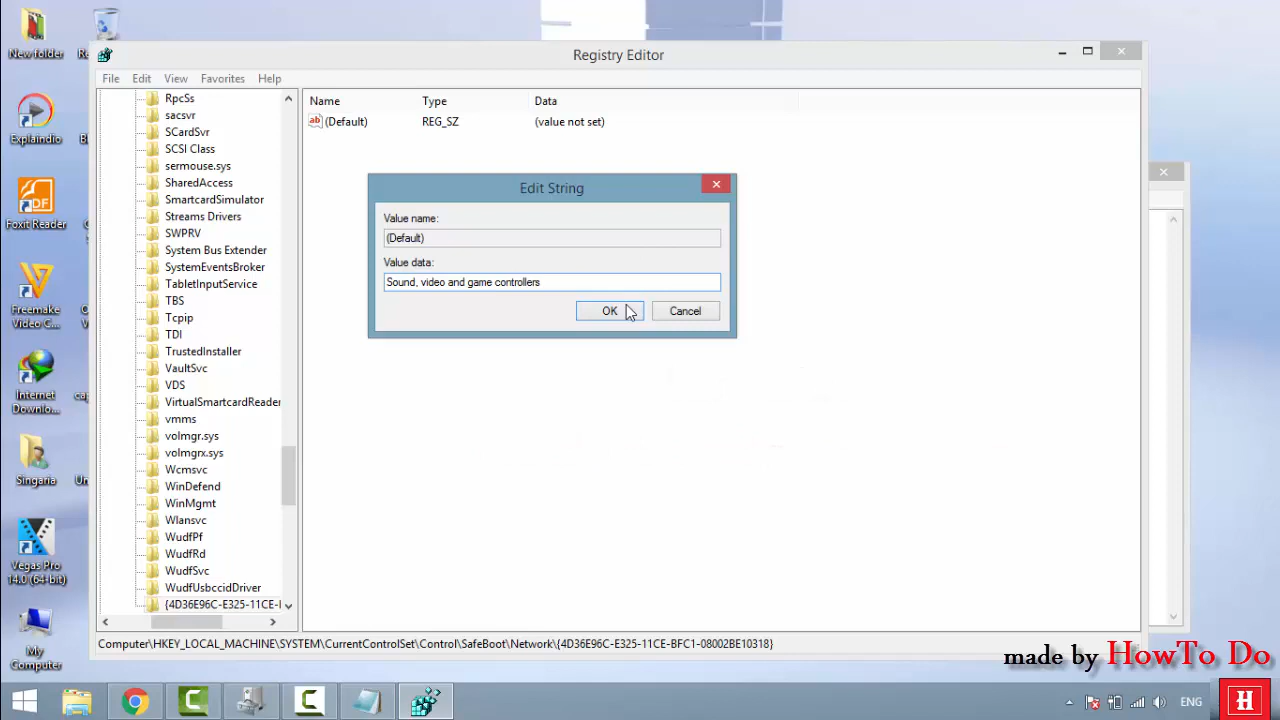 New folder
Explaindio
Foxit Reader
Freemake
Video C...
Internet
Downlo...
Singaria
Vegas Pro
14.0 (64-bit)
My
Computer
Registry Editor
File Edit View Favorites Help
RpcSs
sacsvr
SCardSvr
SCSI Class
sermouse.sys
SharedAccess
SmartcardSimulator
Streams Drivers
SWPRV
System Bus Extender
SystemEventsBroker
TabletInputService
TBS
Tcpip
TDI
TrustedInstaller
VaultSvc
VDS
VirtualSmartcardReader
vmms
volmgr.sys
volmgrx.sys
Wcmsvc
WinDefend
WinMgmt
Wlansvc
WudfPf
WudfRd
WudfSvc
WudfUsbccidDriver
{4D36E96C-E325-11CE-
Name Type Data
ab (Default) REG_SZ (value not set)
Edit String
Value name:
(Default)
Value data:
Sound, video and game controllers
OK Cancel
Computer\HKEY_LOCAL_MACHINE\SYSTEM\CurrentControlSet\Control\SafeBoot\Network\{4D36E96C-E325-11CE-BFC1-08002BE10318}
made by HowTo Do
ENG
H